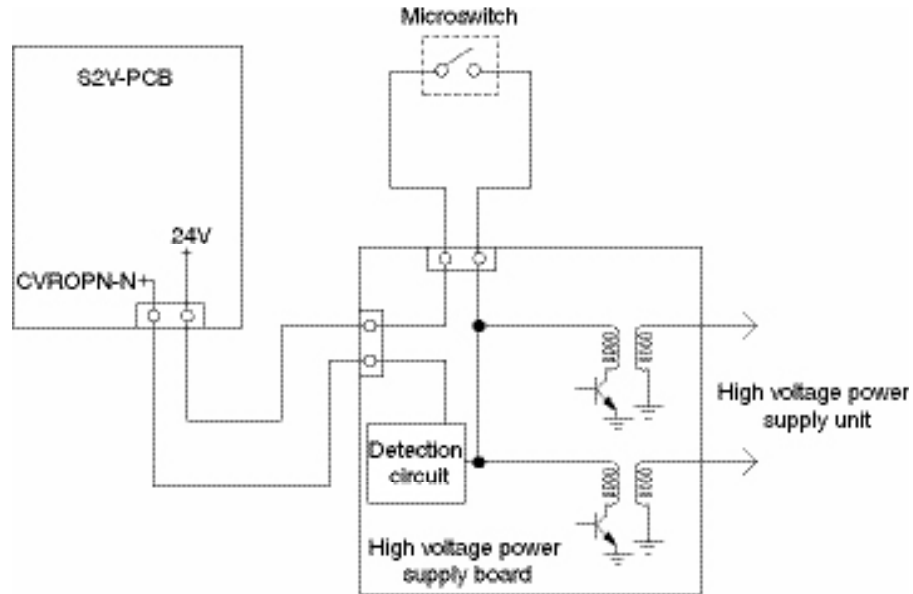 Microswitch
S2V-PCB
24V
CVROPN-N
High voltage power
supply unit
Detection
circuit
High voltage power
supply board